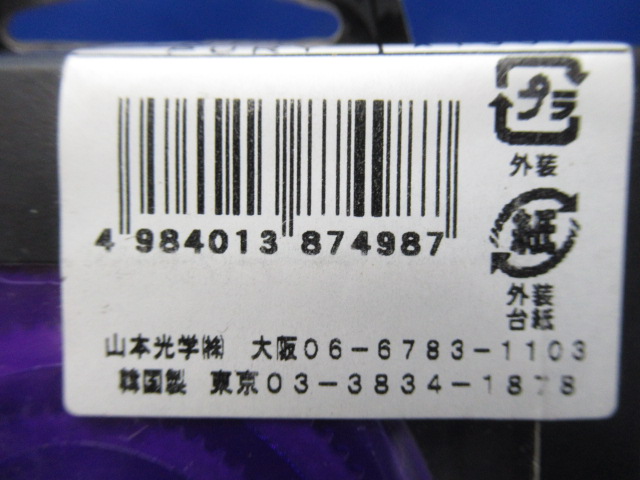 4 984013 874987
プラ
外装
紙
外装
台紙
山本光学㈱ 大阪06-6783-1103
韓国製 東京03-3834-1878